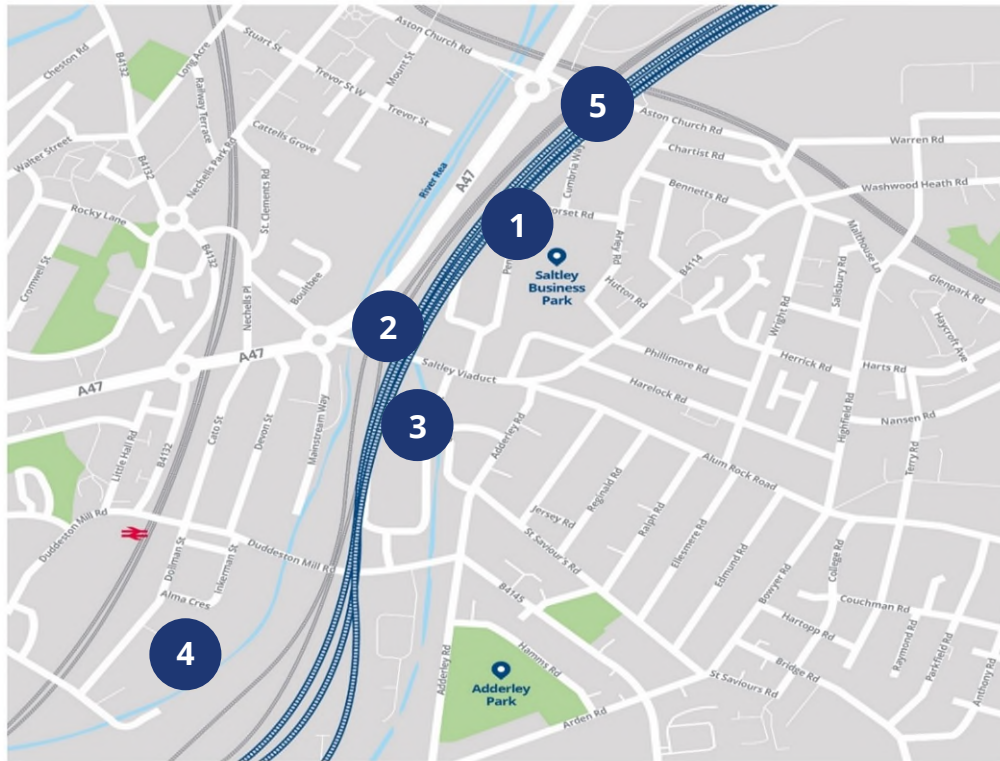 Aston Church Rd
Stuart St
Long Acre
B4132
Cheston Rd
Mount St
Trevor St W
Trevor St
Railway Terrace
Cattells Grove
Nechells Park Rd
Walter Street
B4132
River Rea
A47
5
Aston Church Rd
Cumbria Way
Chartist Rd
Warren Rd
Washwood Heath Rd
Bennetts Rd
Rocky Lane
St. Clements Rd
1
orset Rd
Pen
Arley Rd
Malthouse Ln
B4132
Cromwell St
Boultbee
Nechells Pl
Saltley
Business
Park
B4114
Hutton Rd
Salisbury Rd
Glenpark Rd
Wright Rd
Haycroft Ave
2
A47
A47
Saltley Viaduct
Phillimore Rd
Herrick Rd
Harts Rd
Harelock Rd
3
Mainstream Way
Cato St
Devon St
Little Hall Rd
B4132
Adderley Rd
Highfield Rd
Nansen Rd
Terry Rd
Alum Rock Road
Reginald Rd
Jersey Rd
Ralph Rd
Ellesmere Rd
Edmund Rd
St Saviour's Rd
Duddeston Mill Rd
Duddeston Mill Rd
Dollman St
Inkerman St
Alma Cres
B4145
Bowyer Rd
College Rd
Couchman Rd
Hartopp Rd
Raymond Rd
Parkfield Rd
Anthony Rd
Bridge Rd
St Saviours Rd
4
Adderley Rd
Hamms Rd
Adderley
Park
Arden Rd